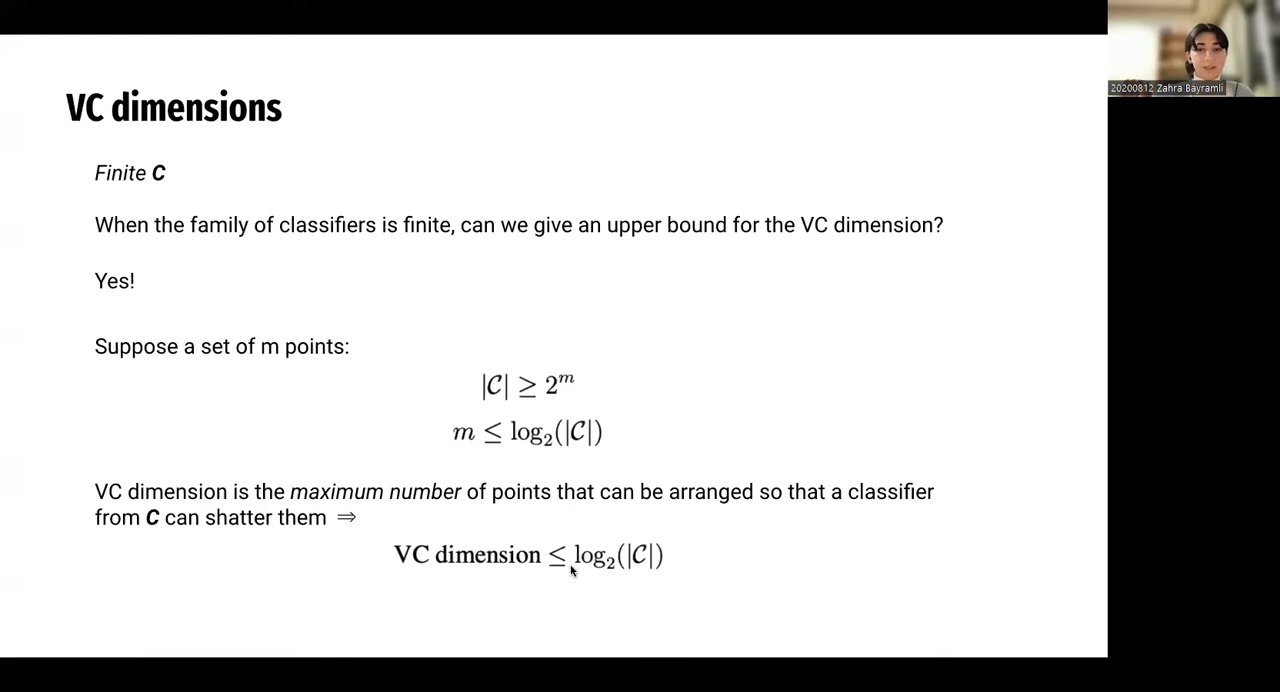 VC dimensions
20200812 Zahra Bayramli
Finite C
When the family of classifiers is finite, can we give an upper bound for the VC dimension?
Yes!
Suppose a set of m points:
|𝒞| ≥ 2^m
m ≤ log₂(|𝒞|)
VC dimension is the maximum number of points that can be arranged so that a classifier
from C can shatter them ⇒
VC dimension ≤ log₂(|𝒞|)